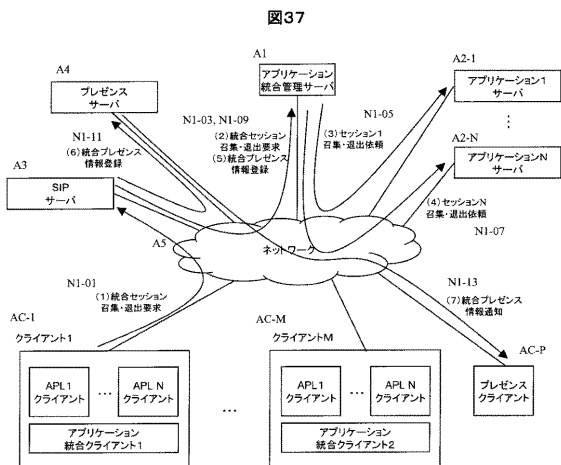 図37
A1
アプリケーション
統合管理サーバ
A4
プレゼンス
サーバ
A2-1
アプリケーション1
サーバ
⋮
A2-N
アプリケーションN
サーバ
N1-03, N1-09
(2)統合セッション
召集・退出要求
(5)統合プレゼンス
情報登録
N1-05
(3)セッション1
召集・退出依頼
N1-11
(6)統合プレゼンス
情報登録
A3
SIP
サーバ
(4)セッションN
召集・退出依頼
N1-07
A5
ネットワーク
N1-01
(1)統合セッション
召集・退出要求
N1-13
(7)統合プレゼンス
情報通知
AC-1
クライアント1
APL 1
クライアント
…
APL N
クライアント
アプリケーション
統合クライアント1
…
AC-M
クライアントM
APL 1
クライアント
…
APL N
クライアント
アプリケーション
統合クライアント2
AC-P
プレゼンス
クライアント